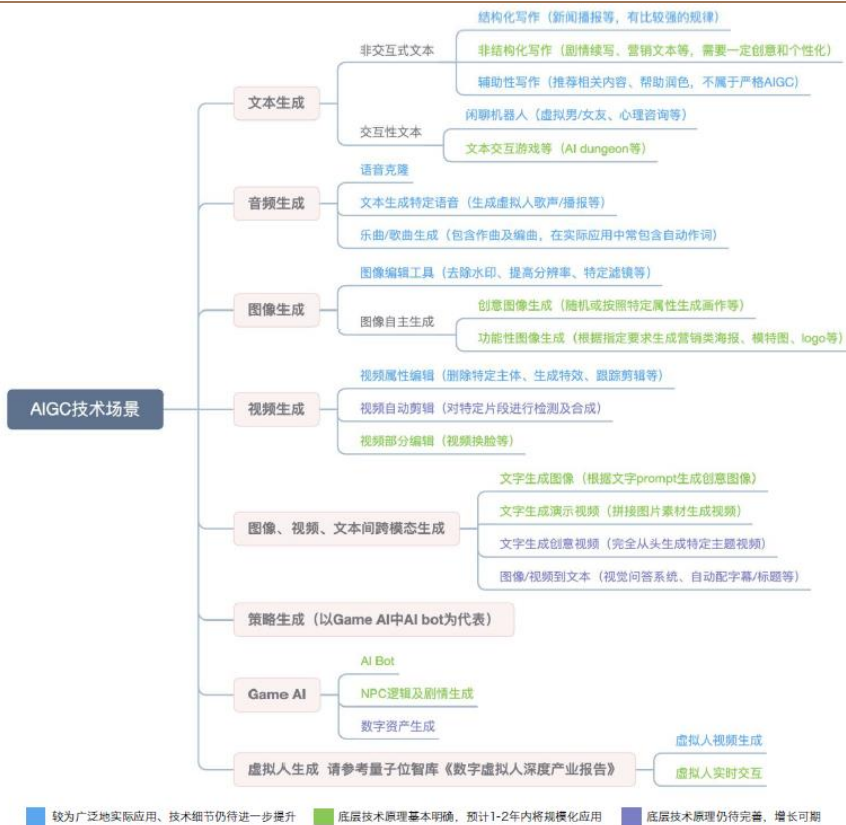 结构化写作（新闻播报等，有比较强的规律）
非交互式文本
非结构化写作（剧情续写、营销文本等，需要一定创意和个性化）
辅助性写作（推荐相关内容、帮助润色，不属于严格AIGC）
文本生成
闲聊机器人（虚拟男/女友、心理咨询等）
交互性文本
文本交互游戏等（AI dungeon等）
语音克隆
音频生成
文本生成特定语音（生成虚拟人歌声/播报等）
乐曲/歌曲生成（包含作曲及编曲，在实际应用中常包含自动作词）
图像编辑工具（去除水印、提高分辨率、特定滤镜等）
图像生成
创意图像生成（随机或按照特定属性生成画作等）
图像自主生成
功能性图像生成（根据指定要求生成营销类海报、模特图、logo等）
视频属性编辑（删除特定主体、生成特效、跟踪剪辑等）
AIGC技术场景
视频生成
视频自动剪辑（对特定片段进行检测及合成）
视频部分编辑（视频换脸等）
文字生成图像（根据文字prompt生成创意图像）
文字生成演示视频（拼接图片素材生成视频）
图像、视频、文本间跨模态生成
文字生成创意视频（完全从头生成特定主题视频）
图像/视频到文本（视觉问答系统、自动配字幕/标题等）
策略生成（以Game AI中AI bot为代表）
AI Bot
Game AI
NPC逻辑及剧情生成
数字资产生成
虚拟人视频生成
虚拟人生成 请参考量子位智库《数字虚拟人深度产业报告》
虚拟人实时交互
较为广泛地实际应用、技术细节仍待进一步提升
底层技术原理基本明确，预计1-2年内将规模化应用
底层技术原理仍待完善，增长可期